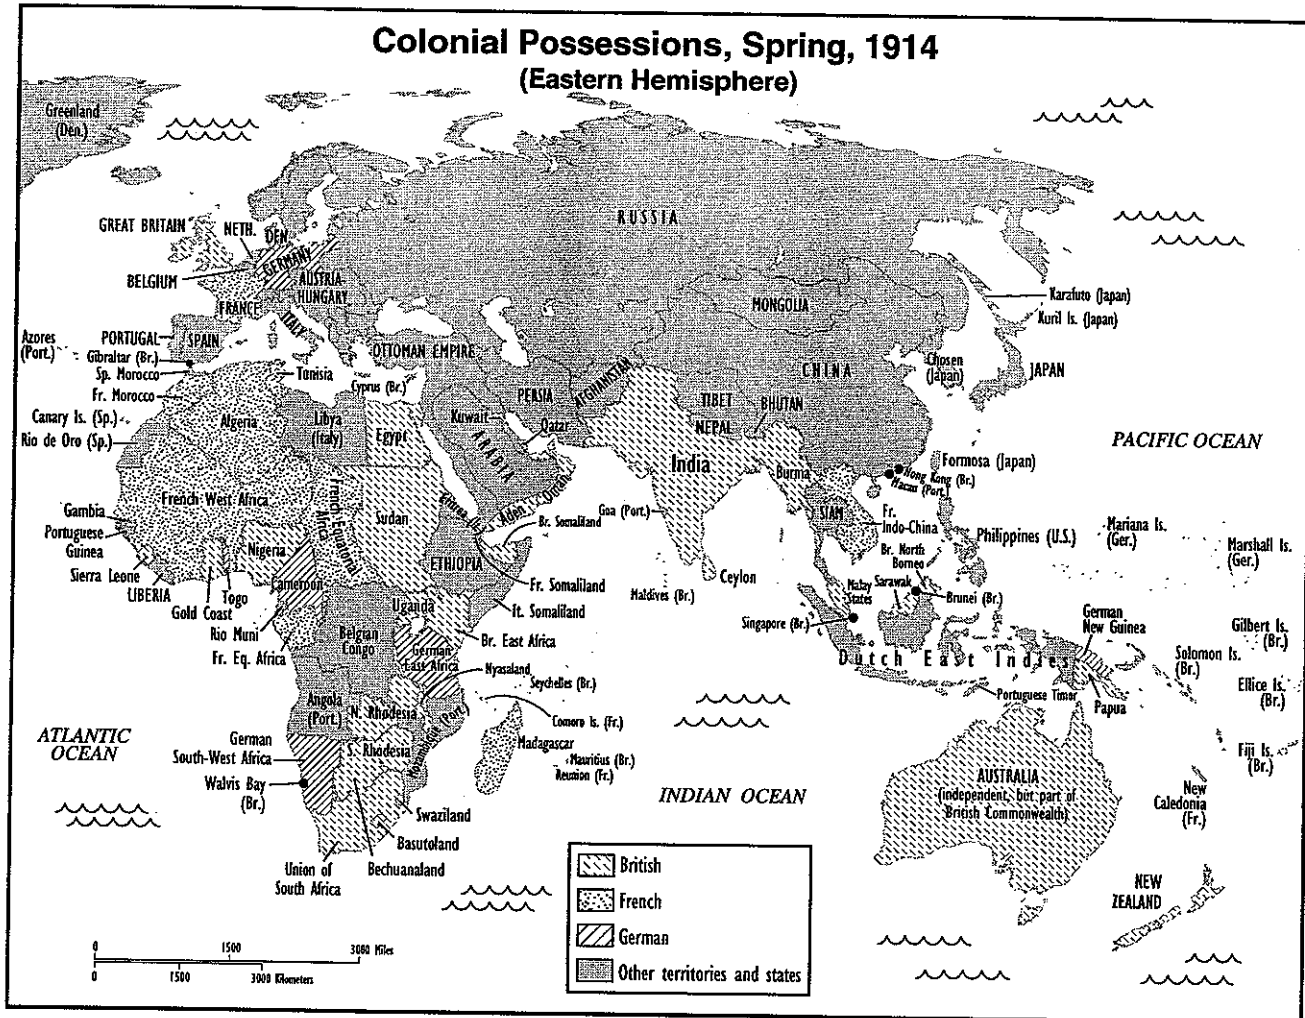 Colonial Possessions, Spring, 1914
(Eastern Hemisphere)
Greenland
(Den.)
RUSSIA
GREAT BRITAIN
NETH.
DEN.
GERMANY
BELGIUM
AUSTRIA-
HUNGARY
FRANCE
ITALY
MONGOLIA
Karafuto (Japan)
Kuril Is. (Japan)
Azores
(Port.)
PORTUGAL
SPAIN
Gibraltar (Br.)
Sp. Morocco
Fr. Morocco
Tunisia
OTTOMAN EMPIRE
Cyprus (Br.)
PERSIA
AFGHANISTAN
CHINA
Chosen
(Japan)
JAPAN
Canary Is. (Sp.)
Rio de Oro (Sp.)
Algeria
Libya
(Italy)
Egypt
Kuwait
Qatar
ARABIA
TIBET
NEPAL
BHUTAN
PACIFIC OCEAN
India
Burma
Formosa (Japan)
Hong Kong (Br.)
Macau (Port.)
French West Africa
French Equatorial
Africa
Sudan
Eritrea (It.)
Aden
Oman
Br. Somaliland
Goa (Port.)
SIAM
Fr.
Indo-China
Philippines (U.S.)
Mariana Is.
(Ger.)
Marshall Is.
(Ger.)
Gambia
Portuguese
Guinea
Sierra Leone
LIBERIA
Gold Coast
Togo
Nigeria
Cameroon
Rio Muni
Fr. Eq. Africa
ETHIOPIA
Fr. Somaliland
It. Somaliland
Uganda
Br. East Africa
Belgian
Congo
German
East Africa
Nyasaland
Seychelles (Br.)
Maldives (Br.)
Ceylon
Br. North
Borneo
Malay
States
Sarawak
Brunei (Br.)
Singapore (Br.)
German
New Guinea
Gilbert Is.
(Br.)
Solomon Is.
(Br.)
Dutch East Indies
Ellice Is.
(Br.)
Portuguese Timor
Papua
Angola
(Port.)
N. Rhodesia
Mozambique (Port.)
Comoro Is. (Fr.)
ATLANTIC
OCEAN
German
South-West Africa
S. Rhodesia
Madagascar
Mauritius (Br.)
Reunion (Fr.)
Walvis Bay
(Br.)
INDIAN OCEAN
AUSTRALIA
(independent, but part of
British Commonwealth)
Fiji Is.
(Br.)
New
Caledonia
(Fr.)
Swaziland
Basutoland
Bechuanaland
Union of
South Africa
NEW
ZEALAND
British
French
German
Other territories and states
0 1500 3000 Miles
0 1500 3000 Kilometers